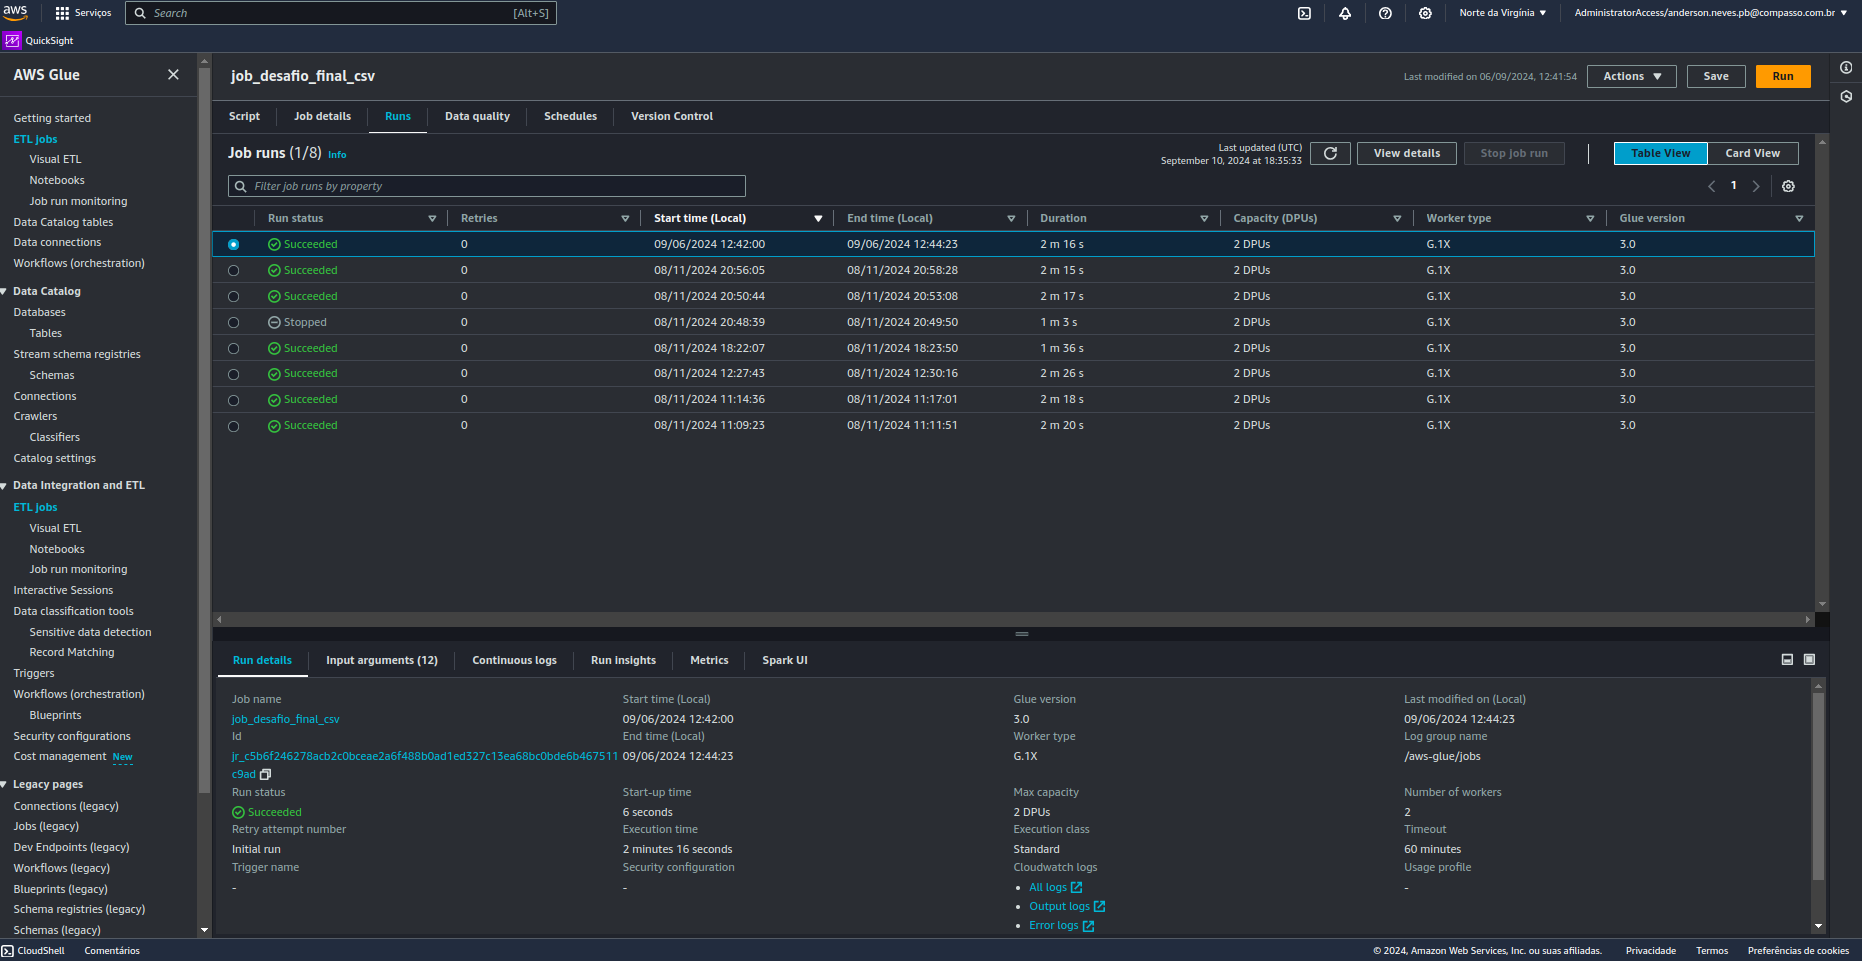 aws Serviços Search [Alt+S] Norte da Virgínia AdministratorAccess/anderson.neves.pb@compasso.com.br
QuickSight
AWS Glue
Getting started
ETL jobs
Visual ETL
Notebooks
Job run monitoring
Data Catalog tables
Data connections
Workflows (orchestration)
Data Catalog
Databases
Tables
Stream schema registries
Schemas
Connections
Crawlers
Classifiers
Catalog settings
Data Integration and ETL
ETL jobs
Visual ETL
Notebooks
Job run monitoring
Interactive Sessions
Data classification tools
Sensitive data detection
Record Matching
Triggers
Workflows (orchestration)
Blueprints
Security configurations
Cost management New
Legacy pages
Connections (legacy)
Jobs (legacy)
Dev Endpoints (legacy)
Workflows (legacy)
Blueprints (legacy)
Schema registries (legacy)
Schemas (legacy)
job_desafio_final_csv Last modified on 06/09/2024, 12:41:54 Actions Save Run
Script Job details Runs Data quality Schedules Version Control
Job runs (1/8) Info
Last updated (UTC)
September 10, 2024 at 18:35:33
View details Stop job run Table View Card View
Filter job runs by property 1
Run status Retries Start time (Local) End time (Local) Duration Capacity (DPUs) Worker type Glue version
Succeeded 0 09/06/2024 12:42:00 09/06/2024 12:44:23 2 m 16 s 2 DPUs G.1X 3.0
Succeeded 0 08/11/2024 20:56:05 08/11/2024 20:58:28 2 m 15 s 2 DPUs G.1X 3.0
Succeeded 0 08/11/2024 20:50:44 08/11/2024 20:53:08 2 m 17 s 2 DPUs G.1X 3.0
Stopped 0 08/11/2024 20:48:39 08/11/2024 20:49:50 1 m 3 s 2 DPUs G.1X 3.0
Succeeded 0 08/11/2024 18:22:07 08/11/2024 18:23:50 1 m 36 s 2 DPUs G.1X 3.0
Succeeded 0 08/11/2024 12:27:43 08/11/2024 12:30:16 2 m 26 s 2 DPUs G.1X 3.0
Succeeded 0 08/11/2024 11:14:36 08/11/2024 11:17:01 2 m 18 s 2 DPUs G.1X 3.0
Succeeded 0 08/11/2024 11:09:23 08/11/2024 11:11:51 2 m 20 s 2 DPUs G.1X 3.0
Run details Input arguments (12) Continuous logs Run insights Metrics Spark UI
Job name Start time (Local) Glue version Last modified on (Local)
job_desafio_final_csv 09/06/2024 12:42:00 3.0 09/06/2024 12:44:23
Id End time (Local) Worker type Log group name
jr_c5b6f246278acb2c0bceae2a6f488b0ad1ed327c13ea68bc0bde6b467511 09/06/2024 12:44:23 G.1X /aws-glue/jobs
c9ad
Run status Start-up time Max capacity Number of workers
Succeeded 6 seconds 2 DPUs 2
Retry attempt number Execution time Execution class Timeout
Initial run 2 minutes 16 seconds Standard 60 minutes
Trigger name Security configuration Cloudwatch logs Usage profile
- - • All logs -
• Output logs
• Error logs
CloudShell Comentários © 2024, Amazon Web Services, Inc. ou suas afiliadas. Privacidade Termos Preferências de cookies